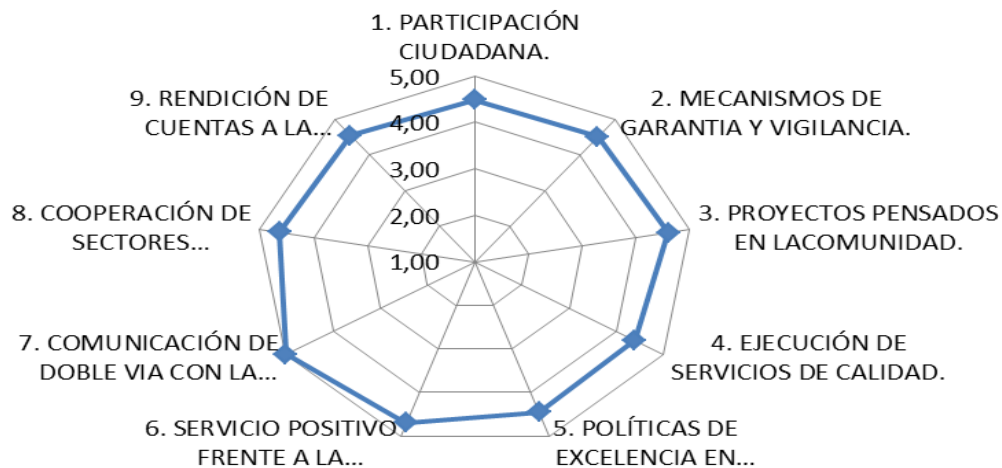 1. PARTICIPACIÓN
CIUDADANA.
5,00
4,00
3,00
2,00
1,00
2. MECANISMOS DE
GARANTIA Y VIGILANCIA.
3. PROYECTOS PENSADOS
EN LACOMUNIDAD.
4. EJECUCIÓN DE
SERVICIOS DE CALIDAD.
5. POLÍTICAS DE
EXCELENCIA EN...
6. SERVICIO POSITIVO
FRENTE A LA...
7. COMUNICACIÓN DE
DOBLE VIA CON LA...
8. COOPERACIÓN DE
SECTORES...
9. RENDICIÓN DE
CUENTAS A LA...